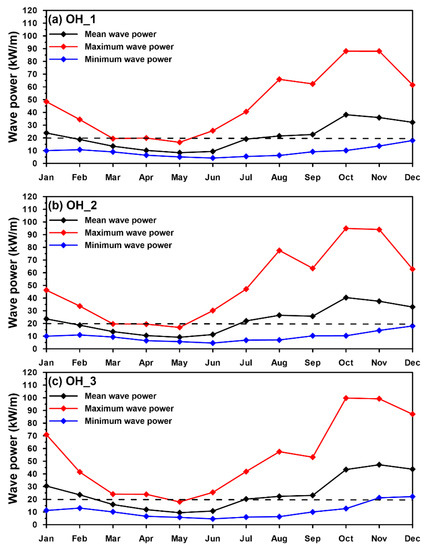 (a) OH_1
Mean wave power
Maximum wave power
Minimum wave power
Wave power (kW/m)
120
110
100
90
80
70
60
50
40
30
20
10
0
Jan Feb Mar Apr May Jun Jul Aug Sep Oct Nov Dec
(b) OH_2
Mean wave power
Maximum wave power
Minimum wave power
Wave power (kW/m)
120
110
100
90
80
70
60
50
40
30
20
10
0
Jan Feb Mar Apr May Jun Jul Aug Sep Oct Nov Dec
(c) OH_3
Mean wave power
Maximum wave power
Minimum wave power
Wave power (kW/m)
120
110
100
90
80
70
60
50
40
30
20
10
0
Jan Feb Mar Apr May Jun Jul Aug Sep Oct Nov Dec